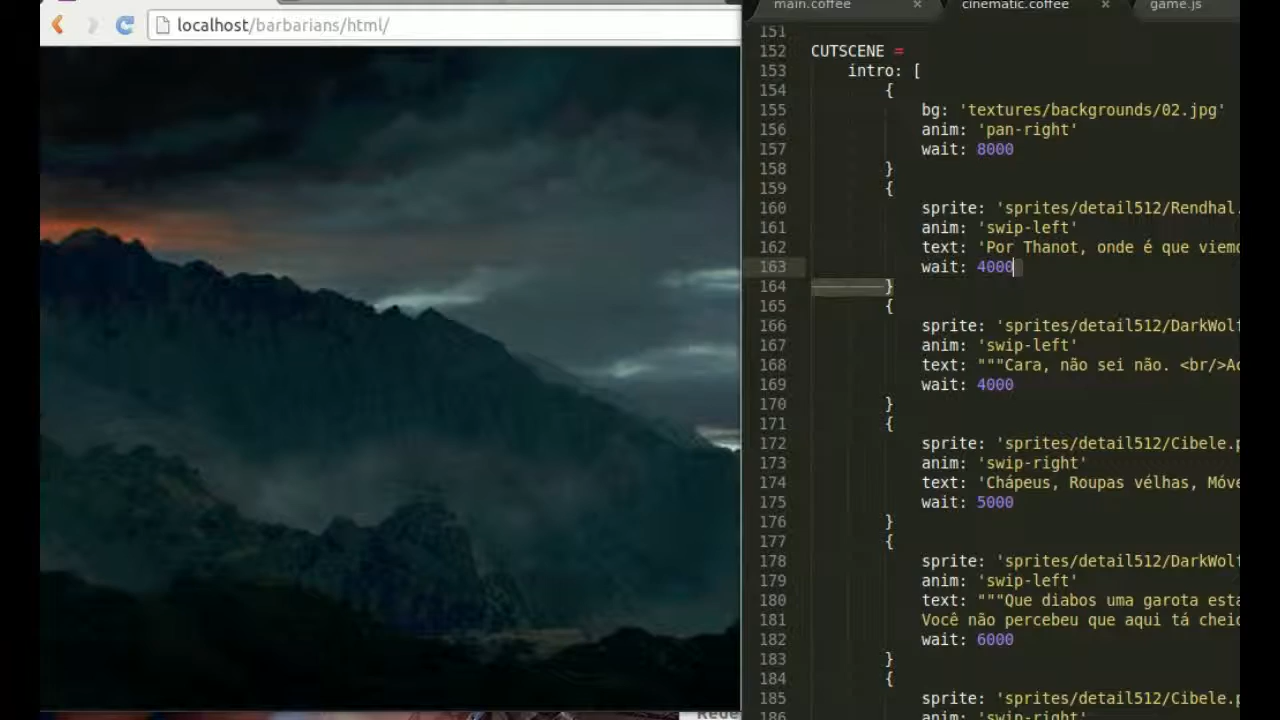 localhost/barbarians/html/
main.coffee × cinematic.coffee × game.js
151
152 CUTSCENE =
153 intro: [
154 {
155 bg: 'textures/backgrounds/02.jpg'
156 anim: 'pan-right'
157 wait: 8000
158 }
159 {
160 sprite: 'sprites/detail512/Rendhal.
161 anim: 'swip-left'
162 text: 'Por Thanot, onde é que viemo
163 wait: 4000
164 }
165 {
166 sprite: 'sprites/detail512/DarkWolf
167 anim: 'swip-left'
168 text: """Cara, não sei não. <br/>Ac
169 wait: 4000
170 }
171 {
172 sprite: 'sprites/detail512/Cibele.p
173 anim: 'swip-right'
174 text: 'Chápeus, Roupas vélhas, Móve
175 wait: 5000
176 }
177 {
178 sprite: 'sprites/detail512/DarkWolf
179 anim: 'swip-left'
180 text: """Que diabos uma garota esta
181 Você não percebeu que aqui tá cheio
182 wait: 6000
183 }
184 {
185 sprite: 'sprites/detail512/Cibele.p
186 anim: 'swip-right'